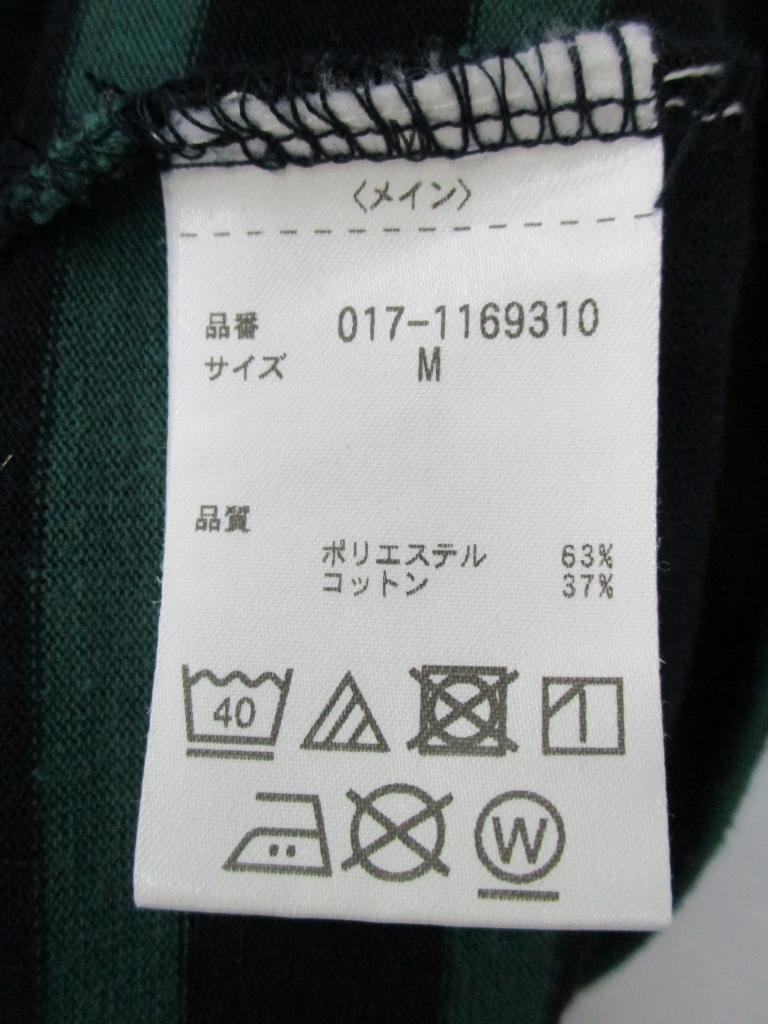 M
〈メイン〉
品番 017-1169310
サイズ M
品質
ポリエステル 63%
コットン 37%
40
W